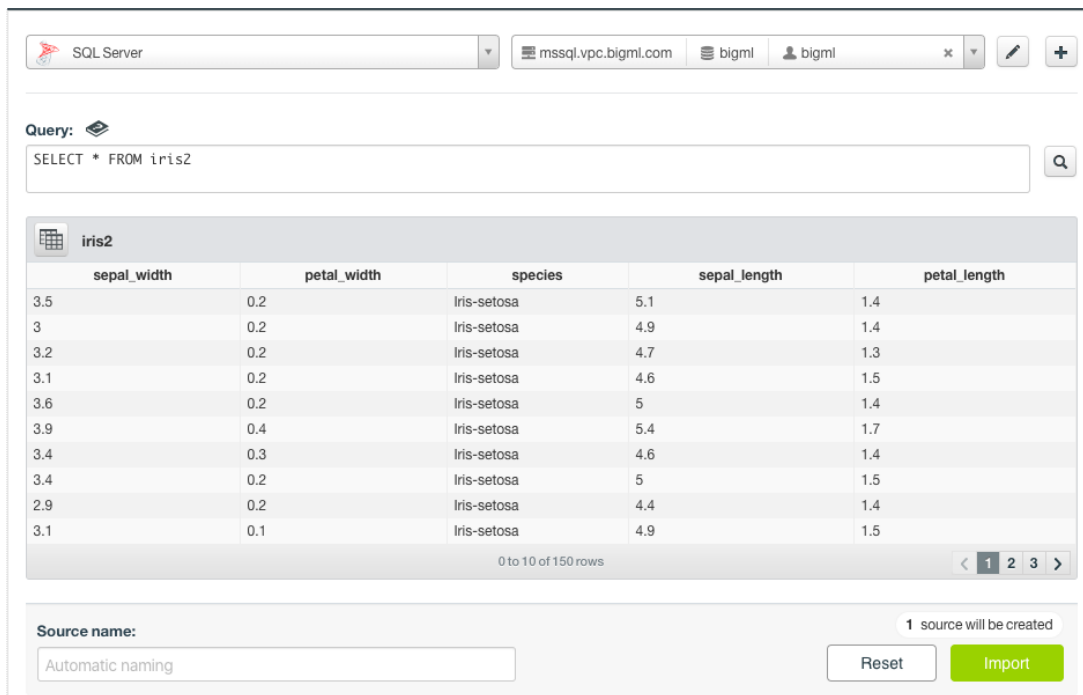 SQL Server mssql.vpc.bigml.com bigml bigml
Query:
SELECT * FROM iris2
iris2
sepal_width petal_width species sepal_length petal_length
3.5 0.2 Iris-setosa 5.1 1.4
3 0.2 Iris-setosa 4.9 1.4
3.2 0.2 Iris-setosa 4.7 1.3
3.1 0.2 Iris-setosa 4.6 1.5
3.6 0.2 Iris-setosa 5 1.4
3.9 0.4 Iris-setosa 5.4 1.7
3.4 0.3 Iris-setosa 4.6 1.4
3.4 0.2 Iris-setosa 5 1.5
2.9 0.2 Iris-setosa 4.4 1.4
3.1 0.1 Iris-setosa 4.9 1.5
0 to 10 of 150 rows < 1 2 3 >
Source name: 1 source will be created
Automatic naming Reset Import